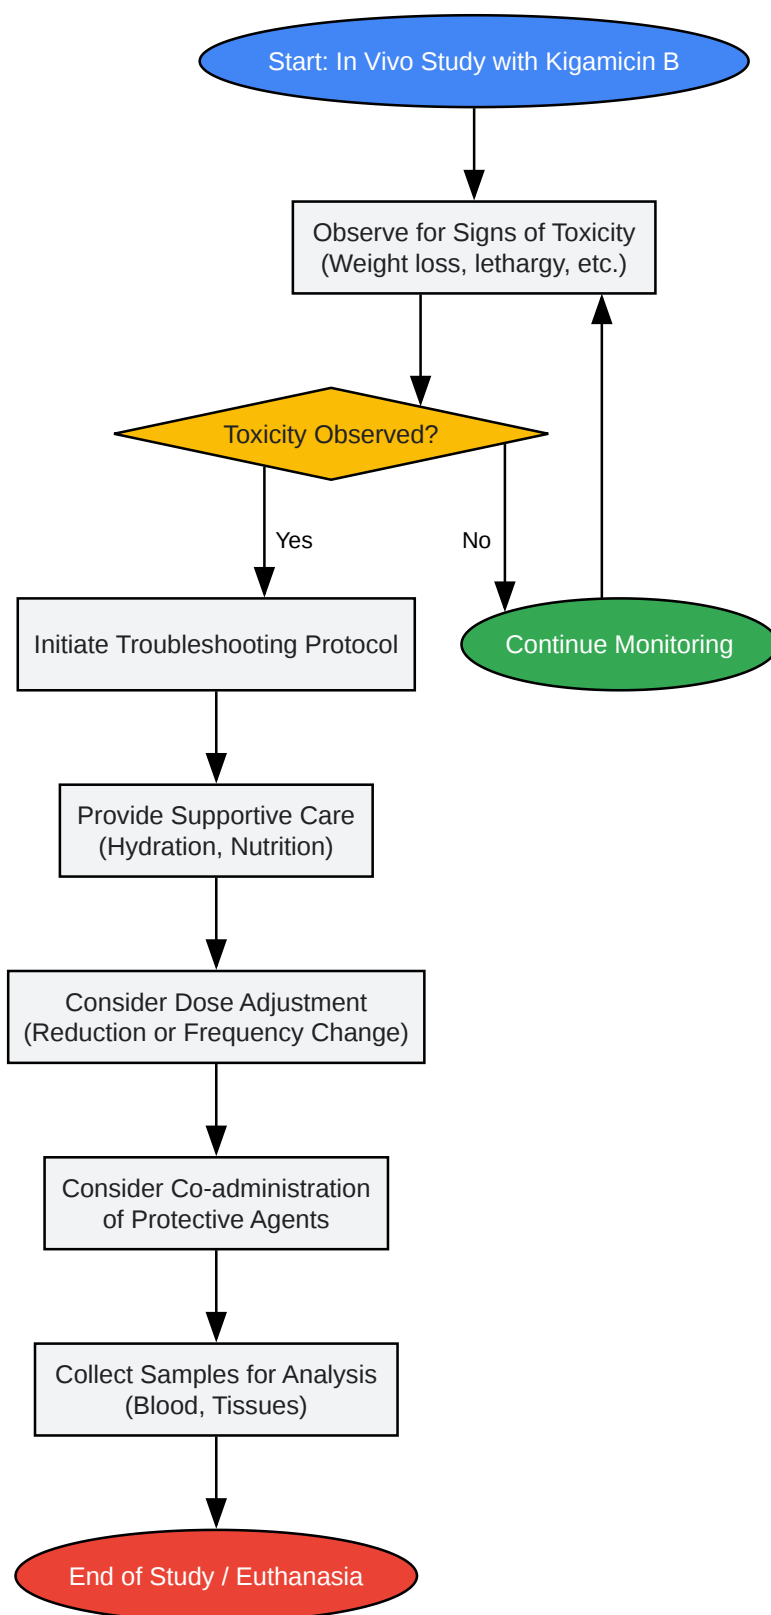 Start: In Vivo Study with Kigamicin B
Observe for Signs of Toxicity
(Weight loss, lethargy, etc.)
Toxicity Observed?
Yes
No
Initiate Troubleshooting Protocol
Continue Monitoring
Provide Supportive Care
(Hydration, Nutrition)
Consider Dose Adjustment
(Reduction or Frequency Change)
Consider Co-administration
of Protective Agents
Collect Samples for Analysis
(Blood, Tissues)
End of Study / Euthanasia